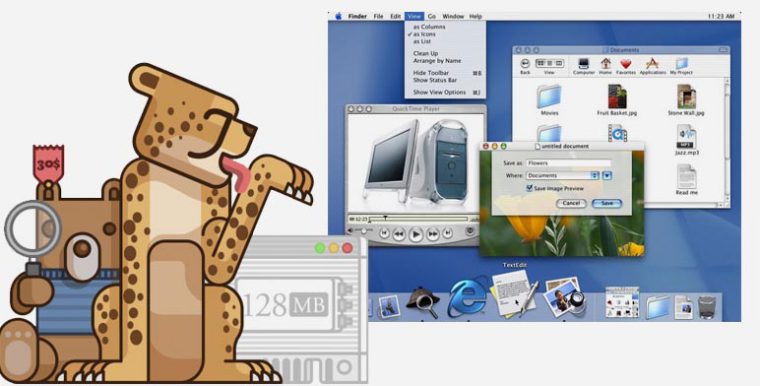 Finder File Edit View Go Window Help 11:23 AM
as Columns
✓ as Icons
as List
Clean Up
Arrange by Name
Hide Toolbar ⌘B
Show Status Bar
Show View Options ⌘J
Documents
Back View Computer Home Favorites Applications My Project
Movies Fruit Basket.jpg Stone Wall.jpg
QuickTime Player
MP3
Jazz.mp3
Read me
untitled document
Save as: Flowers
Where: Documents
Save Image Preview
Cancel Save
30$
128 MB
TextEdit